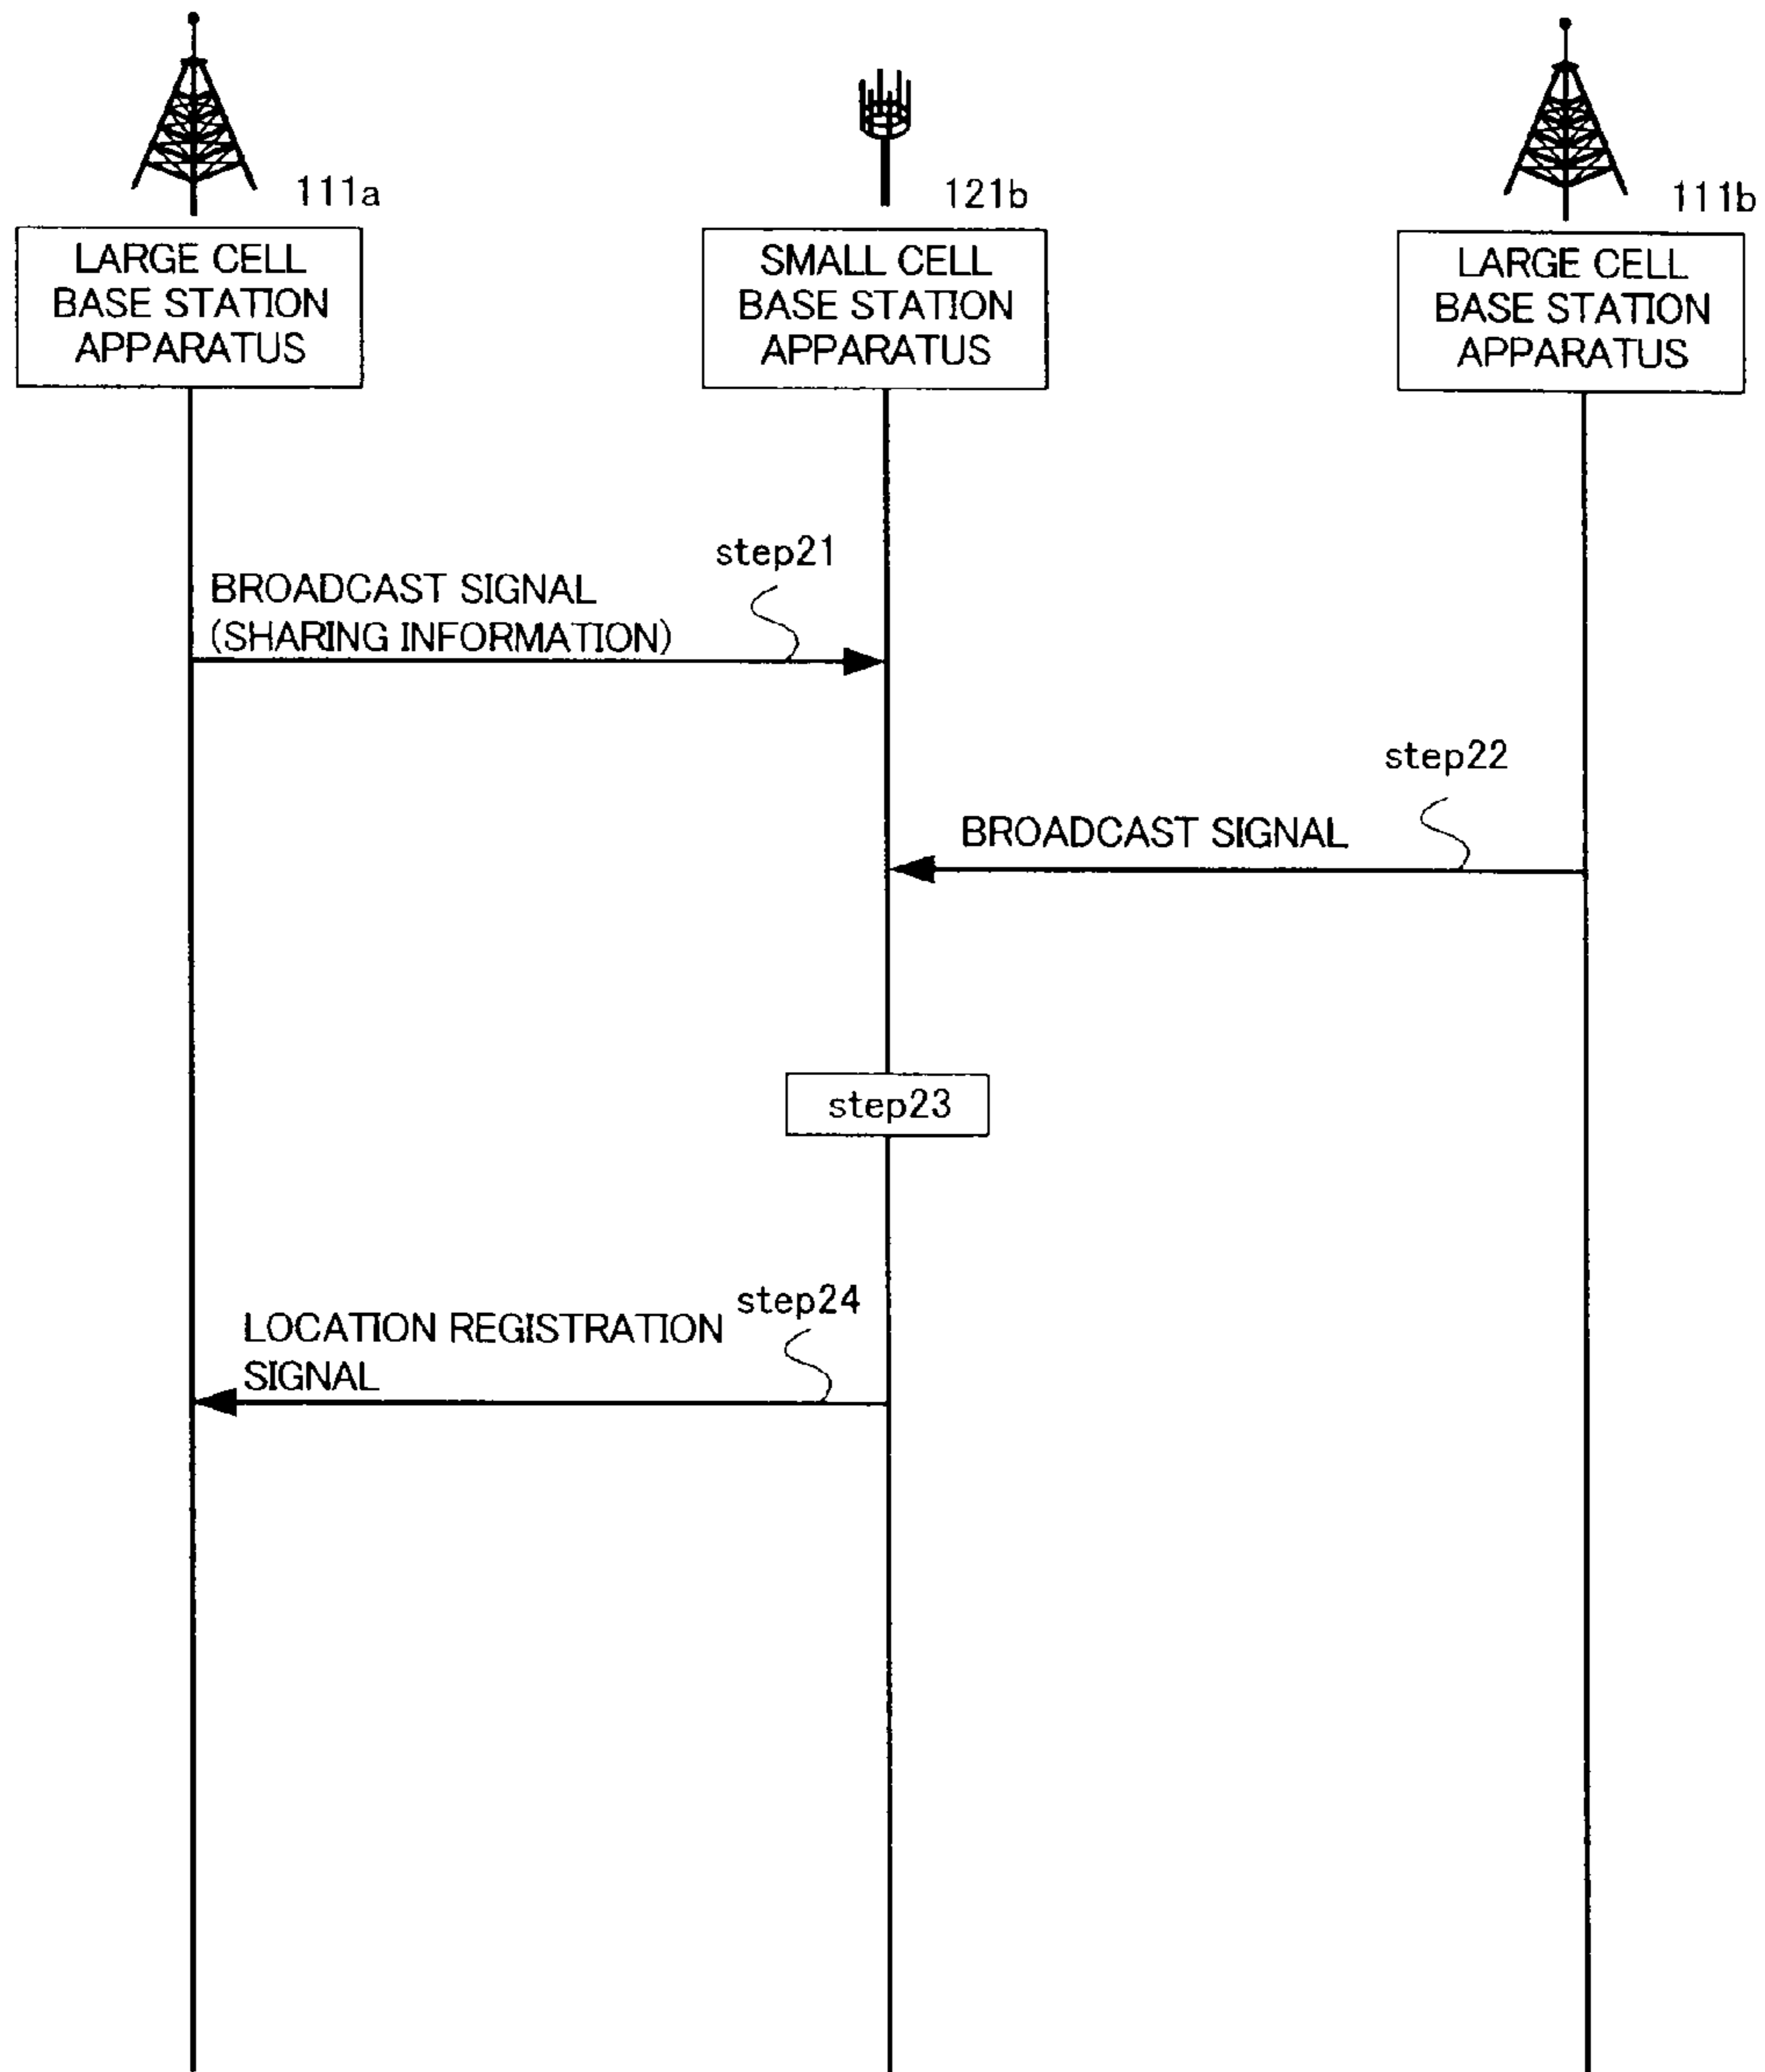 111a
121b
111b
LARGE CELL
BASE STATION
APPARATUS
SMALL CELL
BASE STATION
APPARATUS
LARGE CELL
BASE STATION
APPARATUS
step21
BROADCAST SIGNAL
(SHARING INFORMATION)
step22
BROADCAST SIGNAL
step23
step24
LOCATION REGISTRATION
SIGNAL